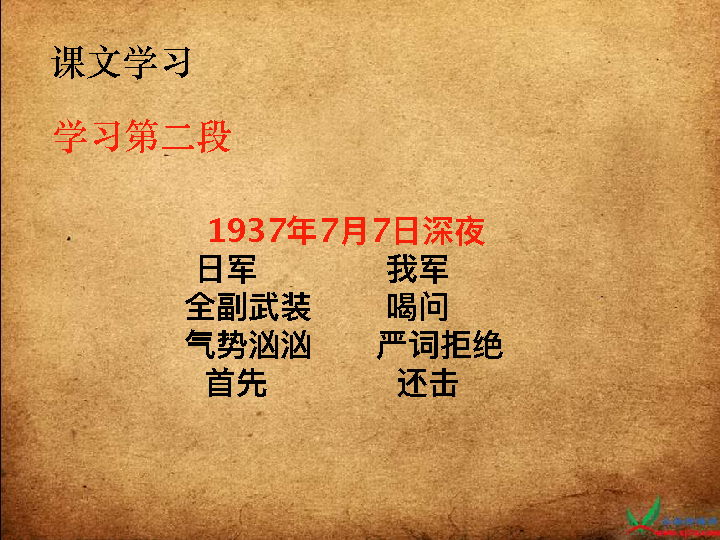 课文学习
学习第二段
1937年7月7日深夜
日军 我军
全副武装 喝问
气势汹汹 严词拒绝
首先 还击